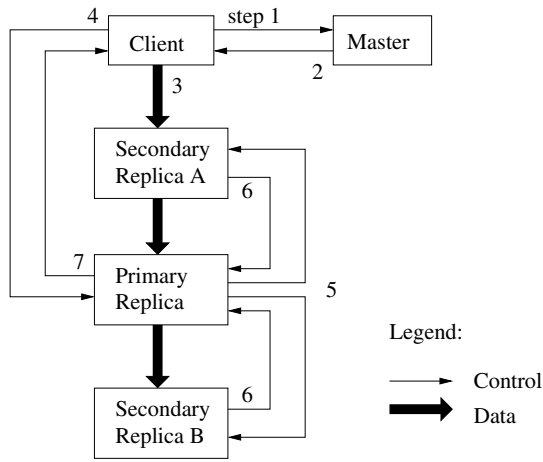 4
step 1
Client
Master
2
3
Secondary
Replica A
6
7
Primary
Replica
5
Legend:
6
Control
Secondary
Replica B
Data